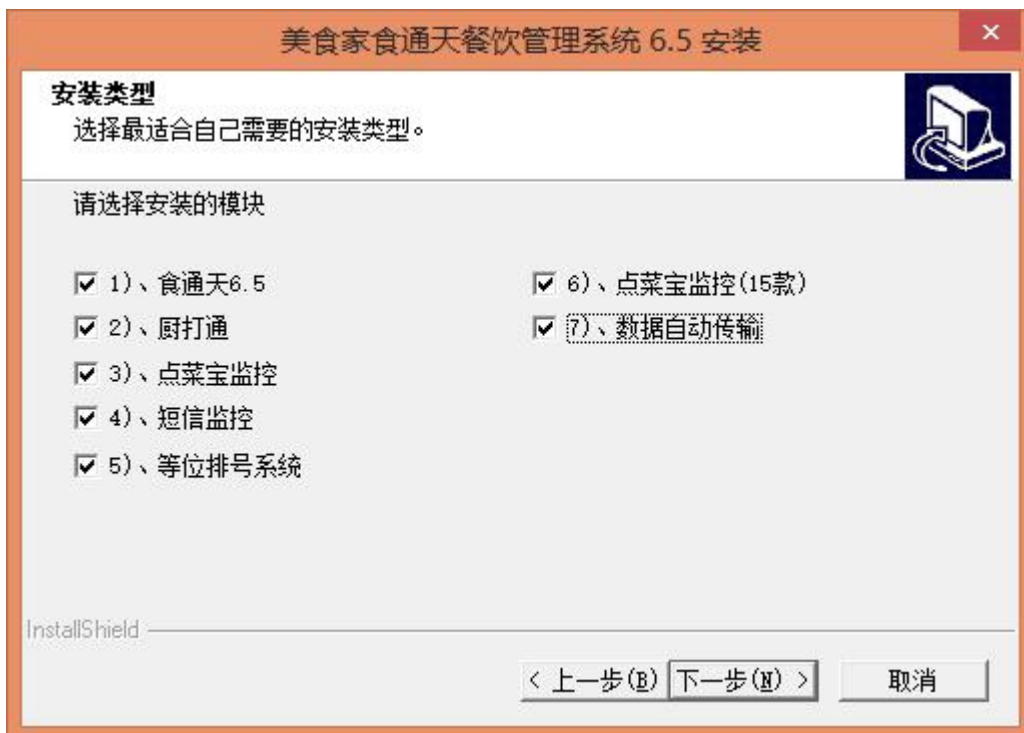 美食家食通天餐饮管理系统 6.5 安装
安装类型
选择最适合自己需要的安装类型。
请选择安装的模块
1)、食通天6.5
2)、厨打通
3)、点菜宝监控
4)、短信监控
5)、等位排号系统
6)、点菜宝监控(15款)
7)、数据自动传输
InstallShield
< 上一步(B)
下一步(N) >
取消